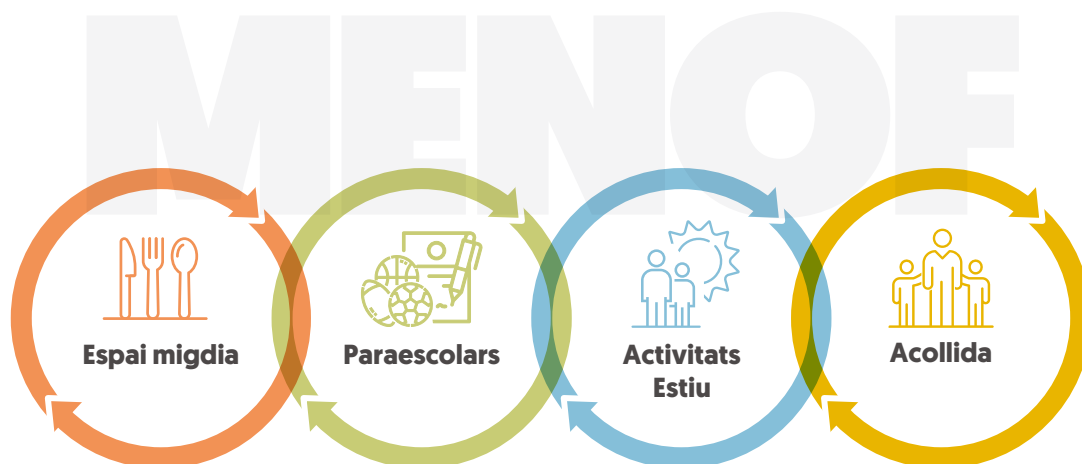 MENOF
Espai migdia
Paraescolars
Activitats
Estiu
Acollida